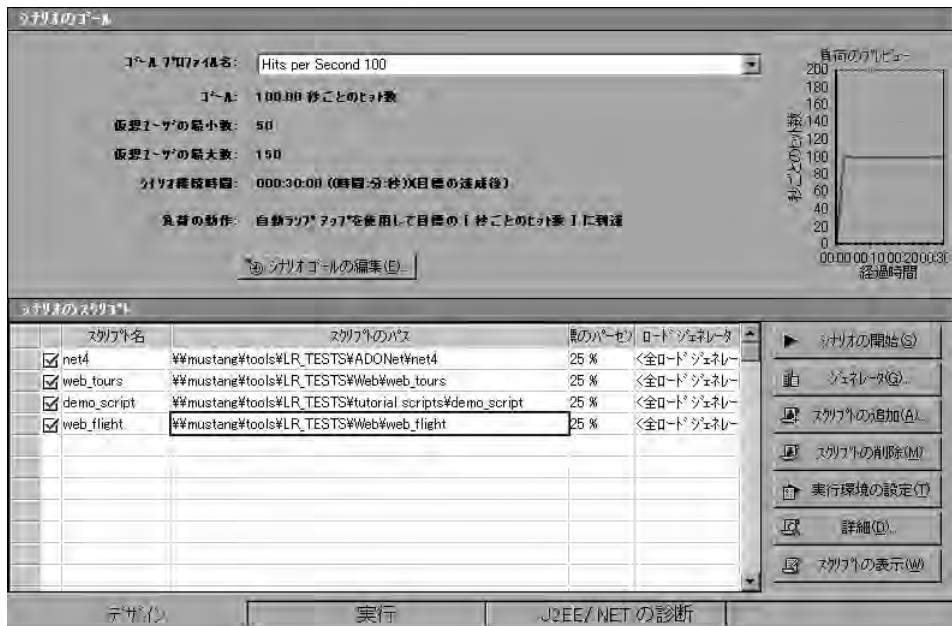 シナリオのゴール
ゴール プロファイル名: Hits per Second 100
ゴール: 100.00 秒ごとのヒット数
仮想ユーザの最小数: 50
仮想ユーザの最大数: 150
シナリオ継続時間: 000:30:00 (時間:分:秒)(目標の達成後)
負荷の動作: 自動ランプ アップを使用して目標の [ 秒ごとのヒット数 ] に到達
シナリオ ゴールの編集(E)...
負荷のプレビュー
秒ごとのヒット数
200
180
160
140
120
100
80
60
40
20
0
00:00 00:10 00:20 00:30
経過時間
シナリオのスクリプト
スクリプト名 スクリプトのパス 標のパーセン ロード ジェネレータ
net4 ¥¥mustang¥tools¥LR_TESTS¥ADONet¥net4 25 % <全ロード ジェネレー
web_tours ¥¥mustang¥tools¥LR_TESTS¥Web¥web_tours 25 % <全ロード ジェネレー
demo_script ¥¥mustang¥tools¥LR_TESTS¥tutorial scripts¥demo_script 25 % <全ロード ジェネレー
web_flight ¥¥mustang¥tools¥LR_TESTS¥Web¥web_flight 25 % <全ロード ジェネレー
シナリオの開始(S)
ジェネレータ(G)...
スクリプトの追加(A)...
スクリプトの削除(M)
実行環境の設定(T)
詳細(D)...
スクリプトの表示(W)
デザイン 実行 J2EE/.NET の診断